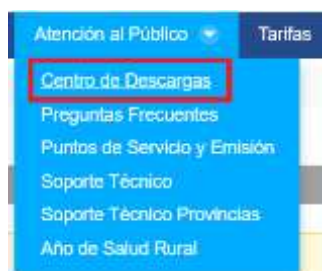 Atención al Público
Tarifas
Centro de Descargas
Preguntas Frecuentes
Puntos de Servicio y Emisión
Soporte Técnico
Soporte Técnico Provincias
Año de Salud Rural